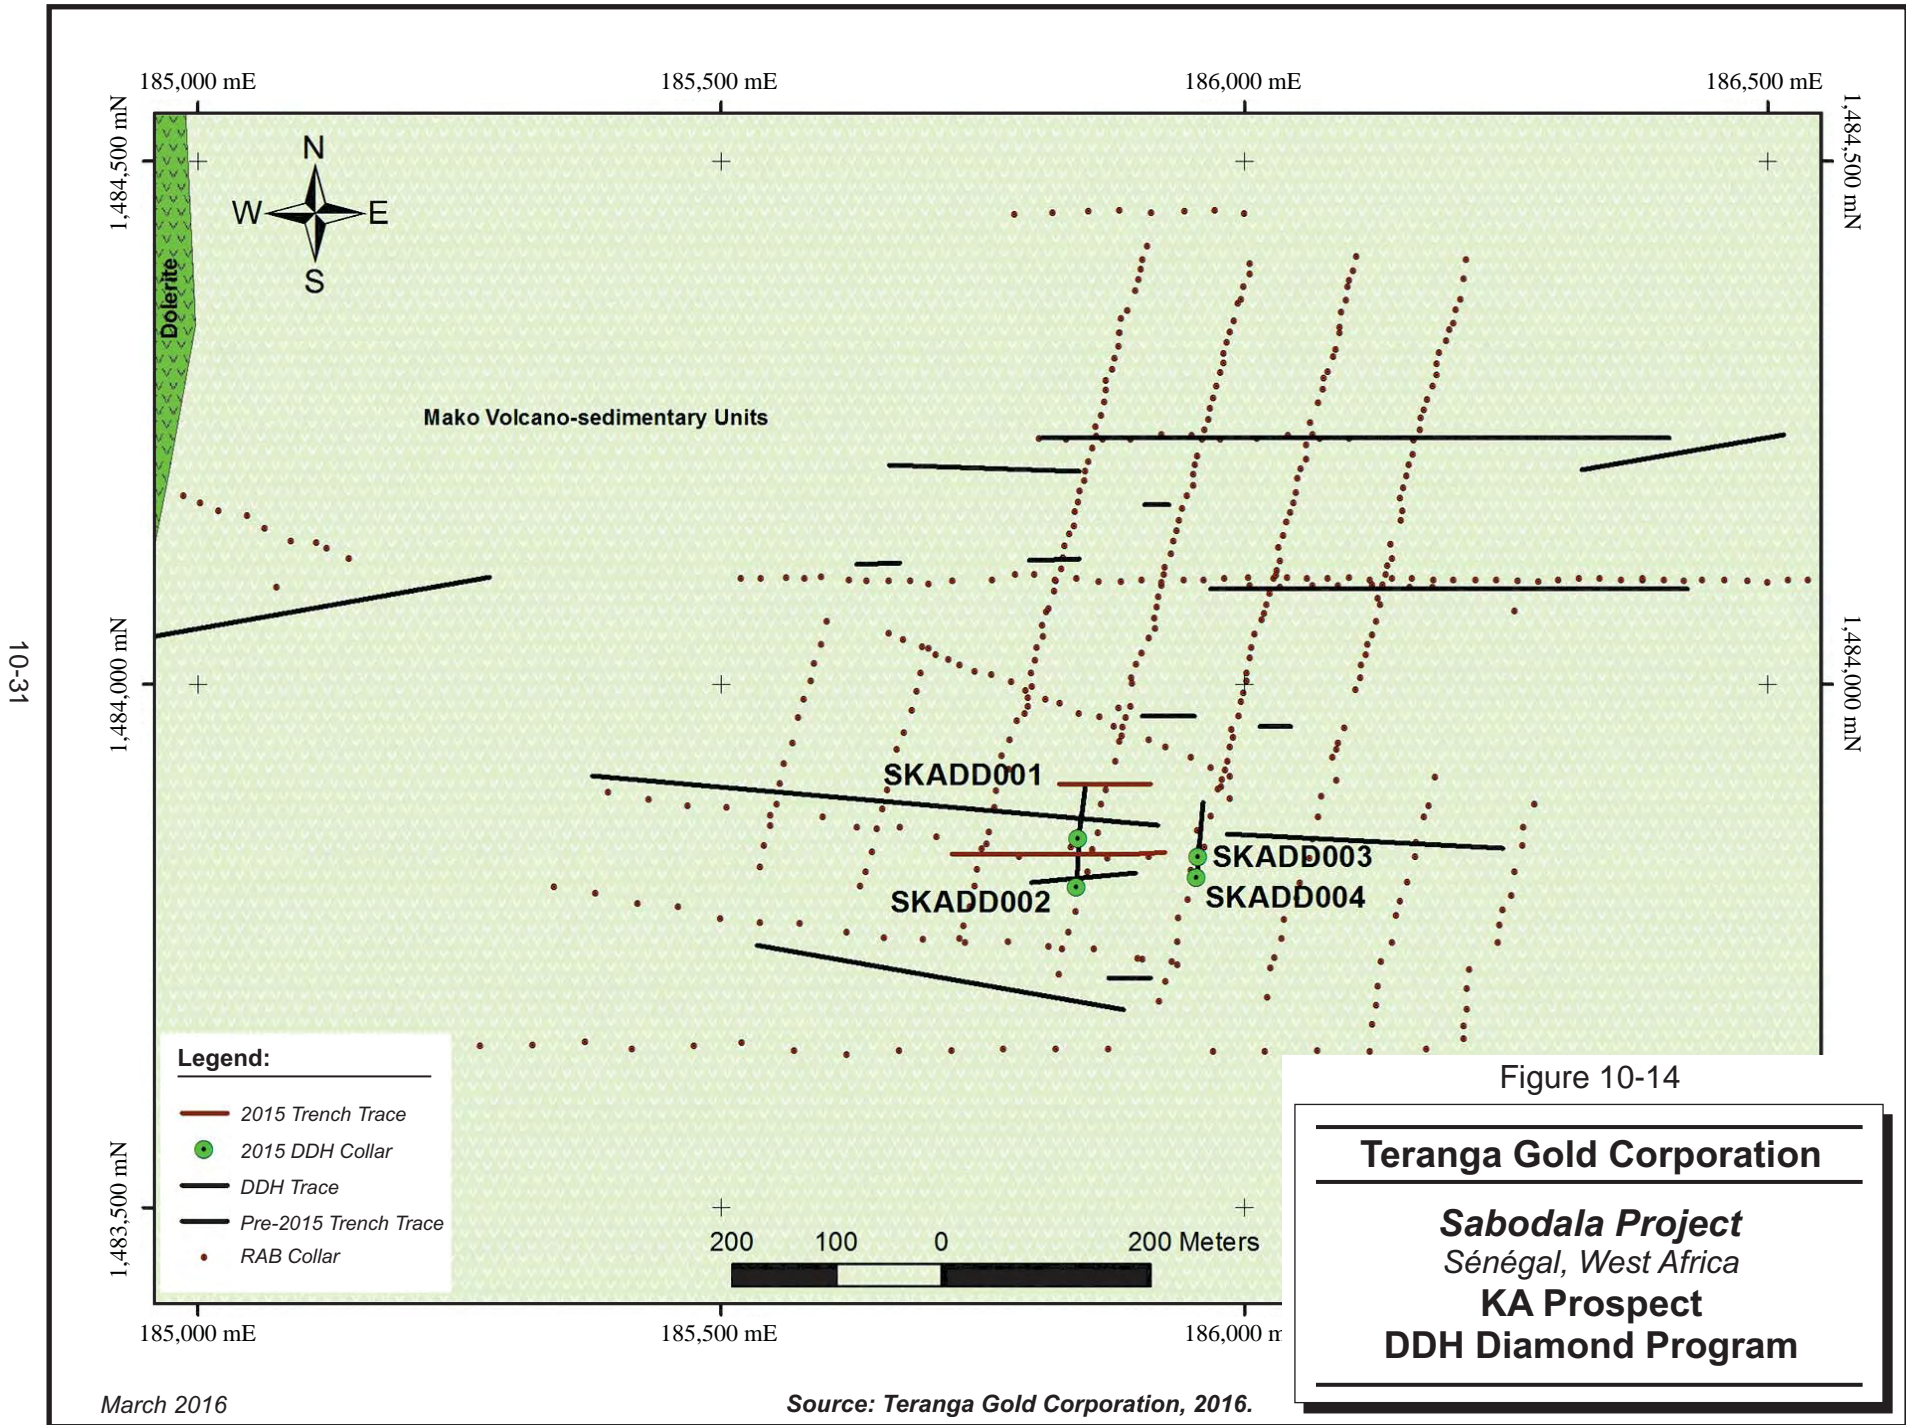 185,000 mE
185,500 mE
186,000 mE
186,500 mE
1,484,500 mN
1,484,500 mN
N
W
E
S
Dolerite
Mako Volcano-sedimentary Units
10-31
1,484,000 mN
1,484,000 mN
SKADD001
SKADD003
SKADD002
SKADD004
Legend:
2015 Trench Trace
2015 DDH Collar
DDH Trace
Pre-2015 Trench Trace
RAB Collar
1,483,500 mN
200 100 0 200 Meters
185,000 mE
185,500 mE
186,000 m
Figure 10-14
Teranga Gold Corporation
Sabodala Project
Sénégal, West Africa
KA Prospect
DDH Diamond Program
March 2016
Source: Teranga Gold Corporation, 2016.